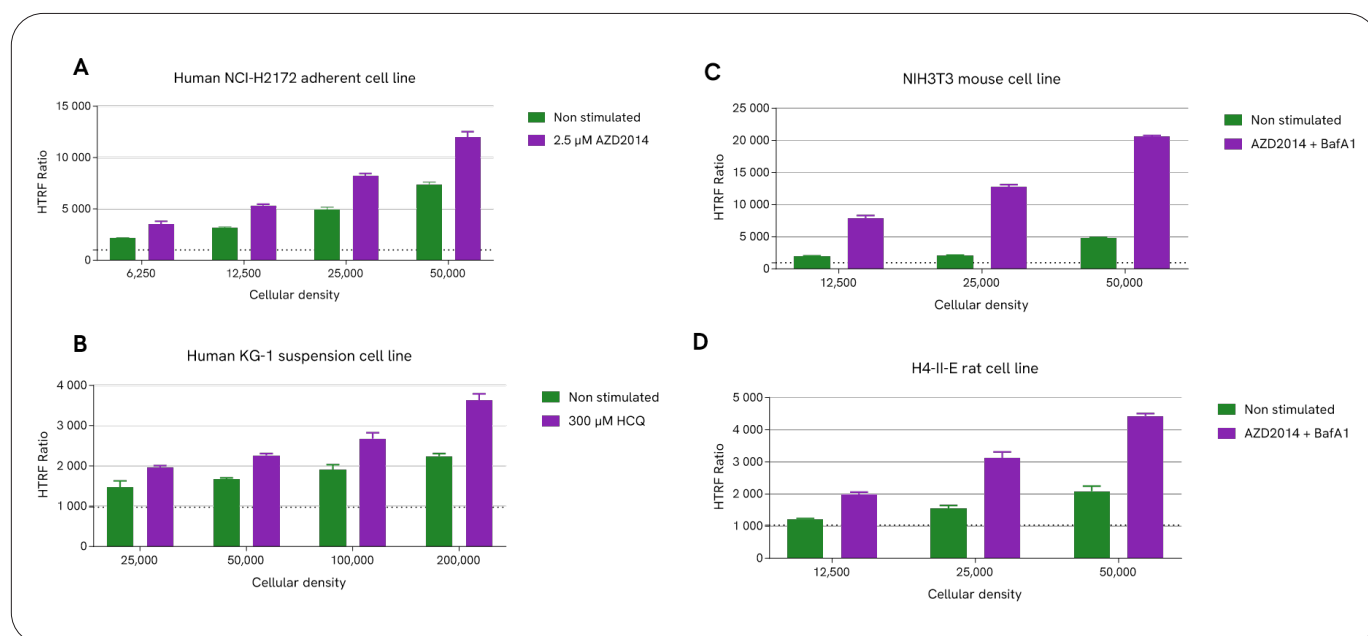 A
Human NCI-H2172 adherent cell line
15 000
10 000
5 000
0
HTRF Ratio
6,250
12,500
25,000
50,000
Cellular density
Non stimulated
2.5 µM AZD2014
B
Human KG-1 suspension cell line
4 000
3 000
2 000
1 000
0
HTRF Ratio
25,000
50,000
100,000
200,000
Cellular density
Non stimulated
300 µM HCQ
C
NIH3T3 mouse cell line
25 000
20 000
15 000
10 000
5 000
0
HTRF Ratio
12,500
25,000
50,000
Cellular density
Non stimulated
AZD2014 + BafA1
D
H4-II-E rat cell line
5 000
4 000
3 000
2 000
1 000
0
HTRF Ratio
12,500
25,000
50,000
Cellular density
Non stimulated
AZD2014 + BafA1